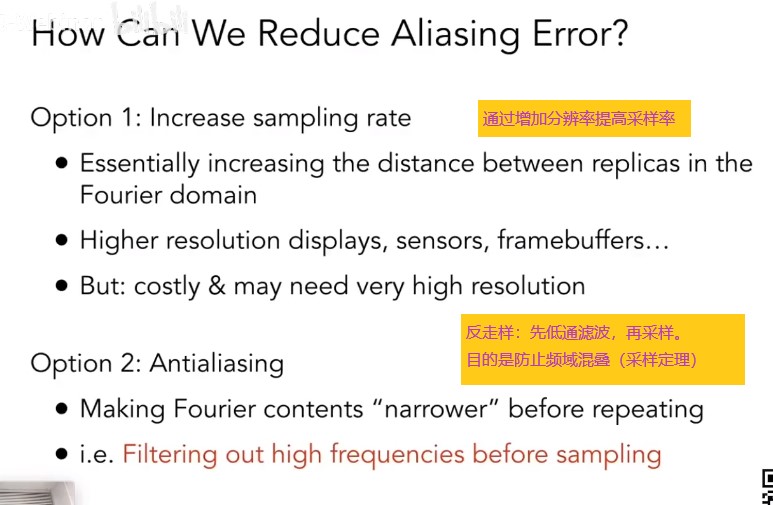 How Can We Reduce Aliasing Error?
Option 1: Increase sampling rate
通过增加分辨率提高采样率
• Essentially increasing the distance between replicas in the
Fourier domain
• Higher resolution displays, sensors, framebuffers…
• But: costly & may need very high resolution
反走样：先低通滤波，再采样。
目的是防止频域混叠（采样定理）
Option 2: Antialiasing
• Making Fourier contents “narrower” before repeating
• i.e. Filtering out high frequencies before sampling